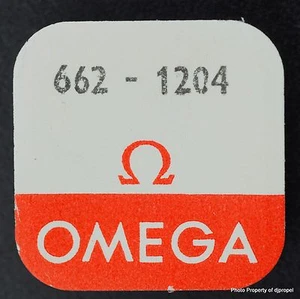 662 - 1204
Ω
OMEGA
Photo Property of djpropel